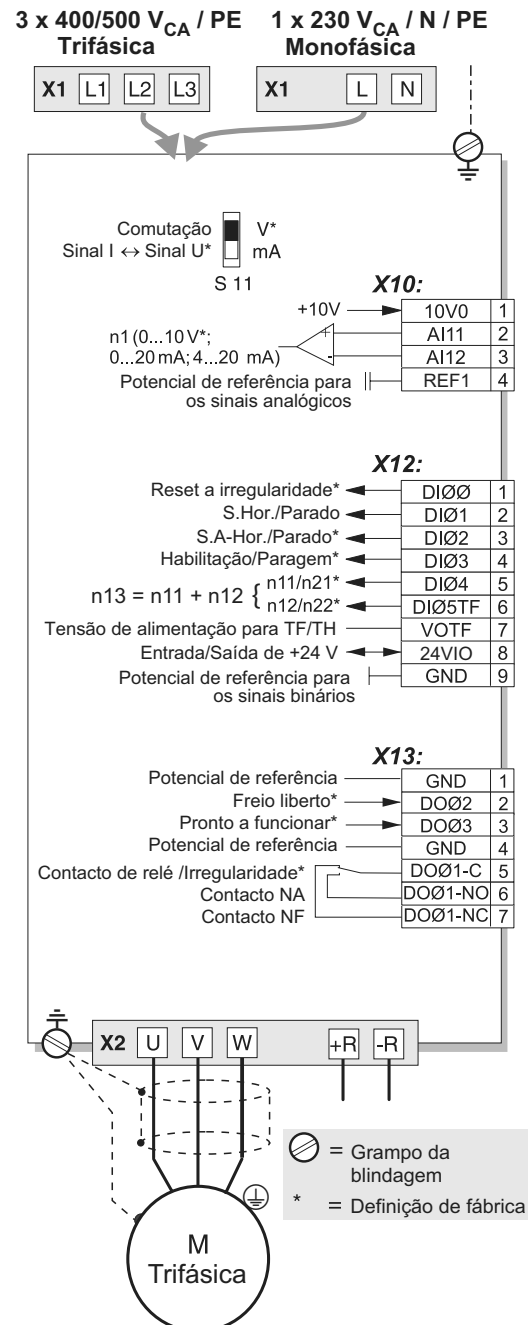 3 x 400/500 V_CA / PE
Trifásica
1 x 230 V_CA / N / PE
Monofásica
X1 L1 L2 L3
X1 L N
Comutação
Sinal I ↔ Sinal U*
V*
mA
S 11
X10:
+10V 10V0 1
n1 (0...10 V*;
0...20 mA; 4...20 mA)
+ AI11 2
- AI12 3
Potencial de referência para
os sinais analógicos
REF1 4
X12:
Reset a irregularidade* DIØØ 1
S.Hor./Parado DIØ1 2
S.A-Hor./Parado* DIØ2 3
Habilitação/Paragem* DIØ3 4
n13 = n11 + n12 {
n11/n21* DIØ4 5
n12/n22* DIØ5TF 6
Tensão de alimentação para TF/TH VOTF 7
Entrada/Saída de +24 V 24VIO 8
Potencial de referência para
os sinais binários
GND 9
X13:
Potencial de referência GND 1
Freio liberto* DOØ2 2
Pronto a funcionar* DOØ3 3
Potencial de referência GND 4
Contacto de relé /Irregularidade* DOØ1-C 5
Contacto NA DOØ1-NO 6
Contacto NF DOØ1-NC 7
X2 U V W +R -R
M
Trifásica
= Grampo da
blindagem
* = Definição de fábrica